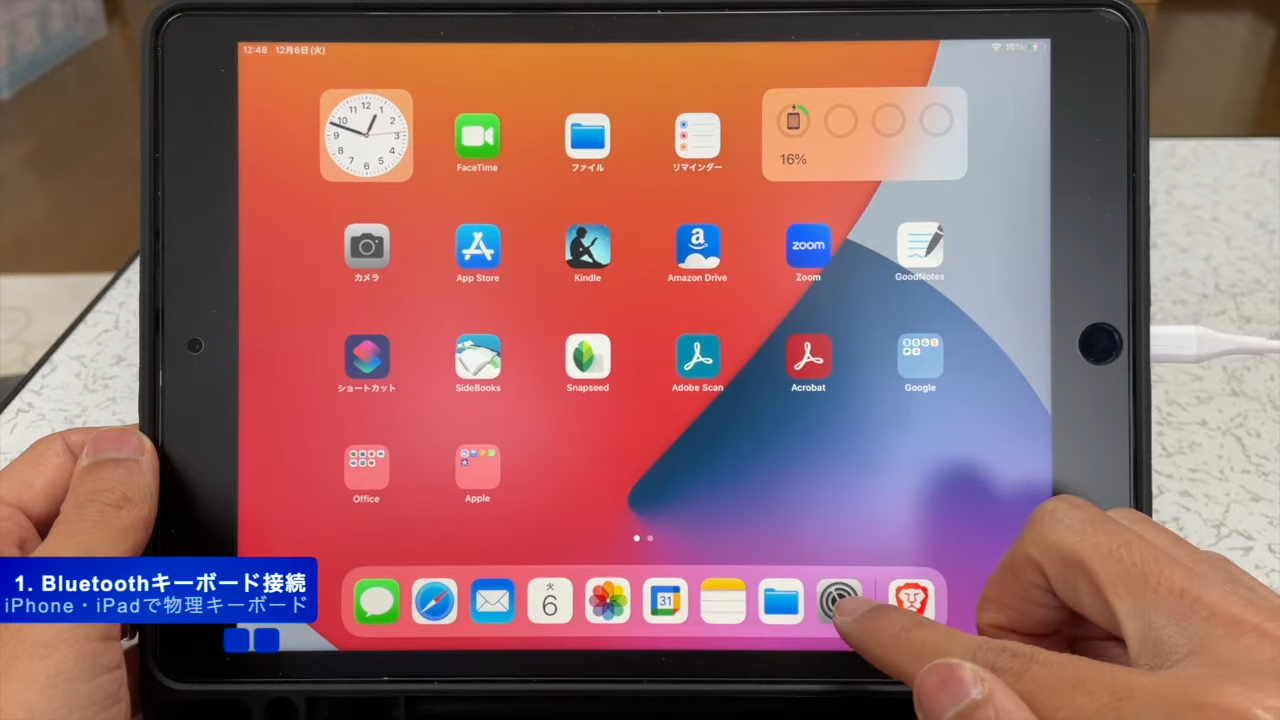 12:48 12月6日(火)
16%
FaceTime
ファイル
リマインダー
16%
zoom
カメラ
App Store
Kindle
Amazon Drive
Zoom
GoodNotes
ショートカット
SideBooks
Snapseed
Adobe Scan
Acrobat
Google
Office
Apple
火
6
31
1. Bluetoothキーボード接続
iPhone・iPadで物理キーボード